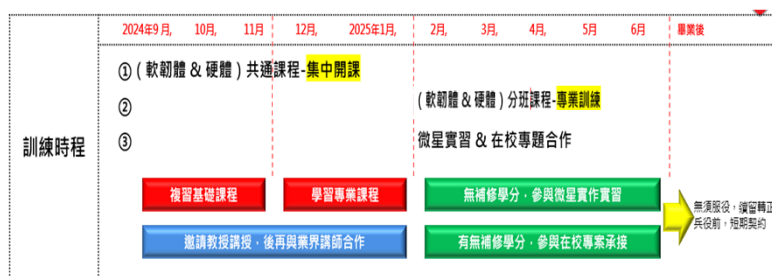 2024年9月, 10月, 11月 12月, 2025年1月, 2月, 3月, 4月, 5月 6月 畢業後
訓練時程
① ( 軟韌體 & 硬體 ) 共通課程-集中開課
② ( 軟韌體 & 硬體 ) 分班課程-專業訓練
③ 微星實習 & 在校專題合作
複習基礎課程 學習專業課程 無補修學分，參與微星實作實習
邀請教授講授，後再與業界講師合作 有無補修學分，參與在校專案承接
無須服役，續留轉正
兵役前，短期契約